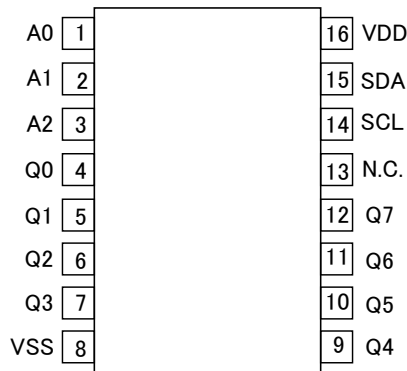 A0 1 16 VDD
A1 2 15 SDA
A2 3 14 SCL
Q0 4 13 N.C.
Q1 5 12 Q7
Q2 6 11 Q6
Q3 7 10 Q5
VSS 8 9 Q4